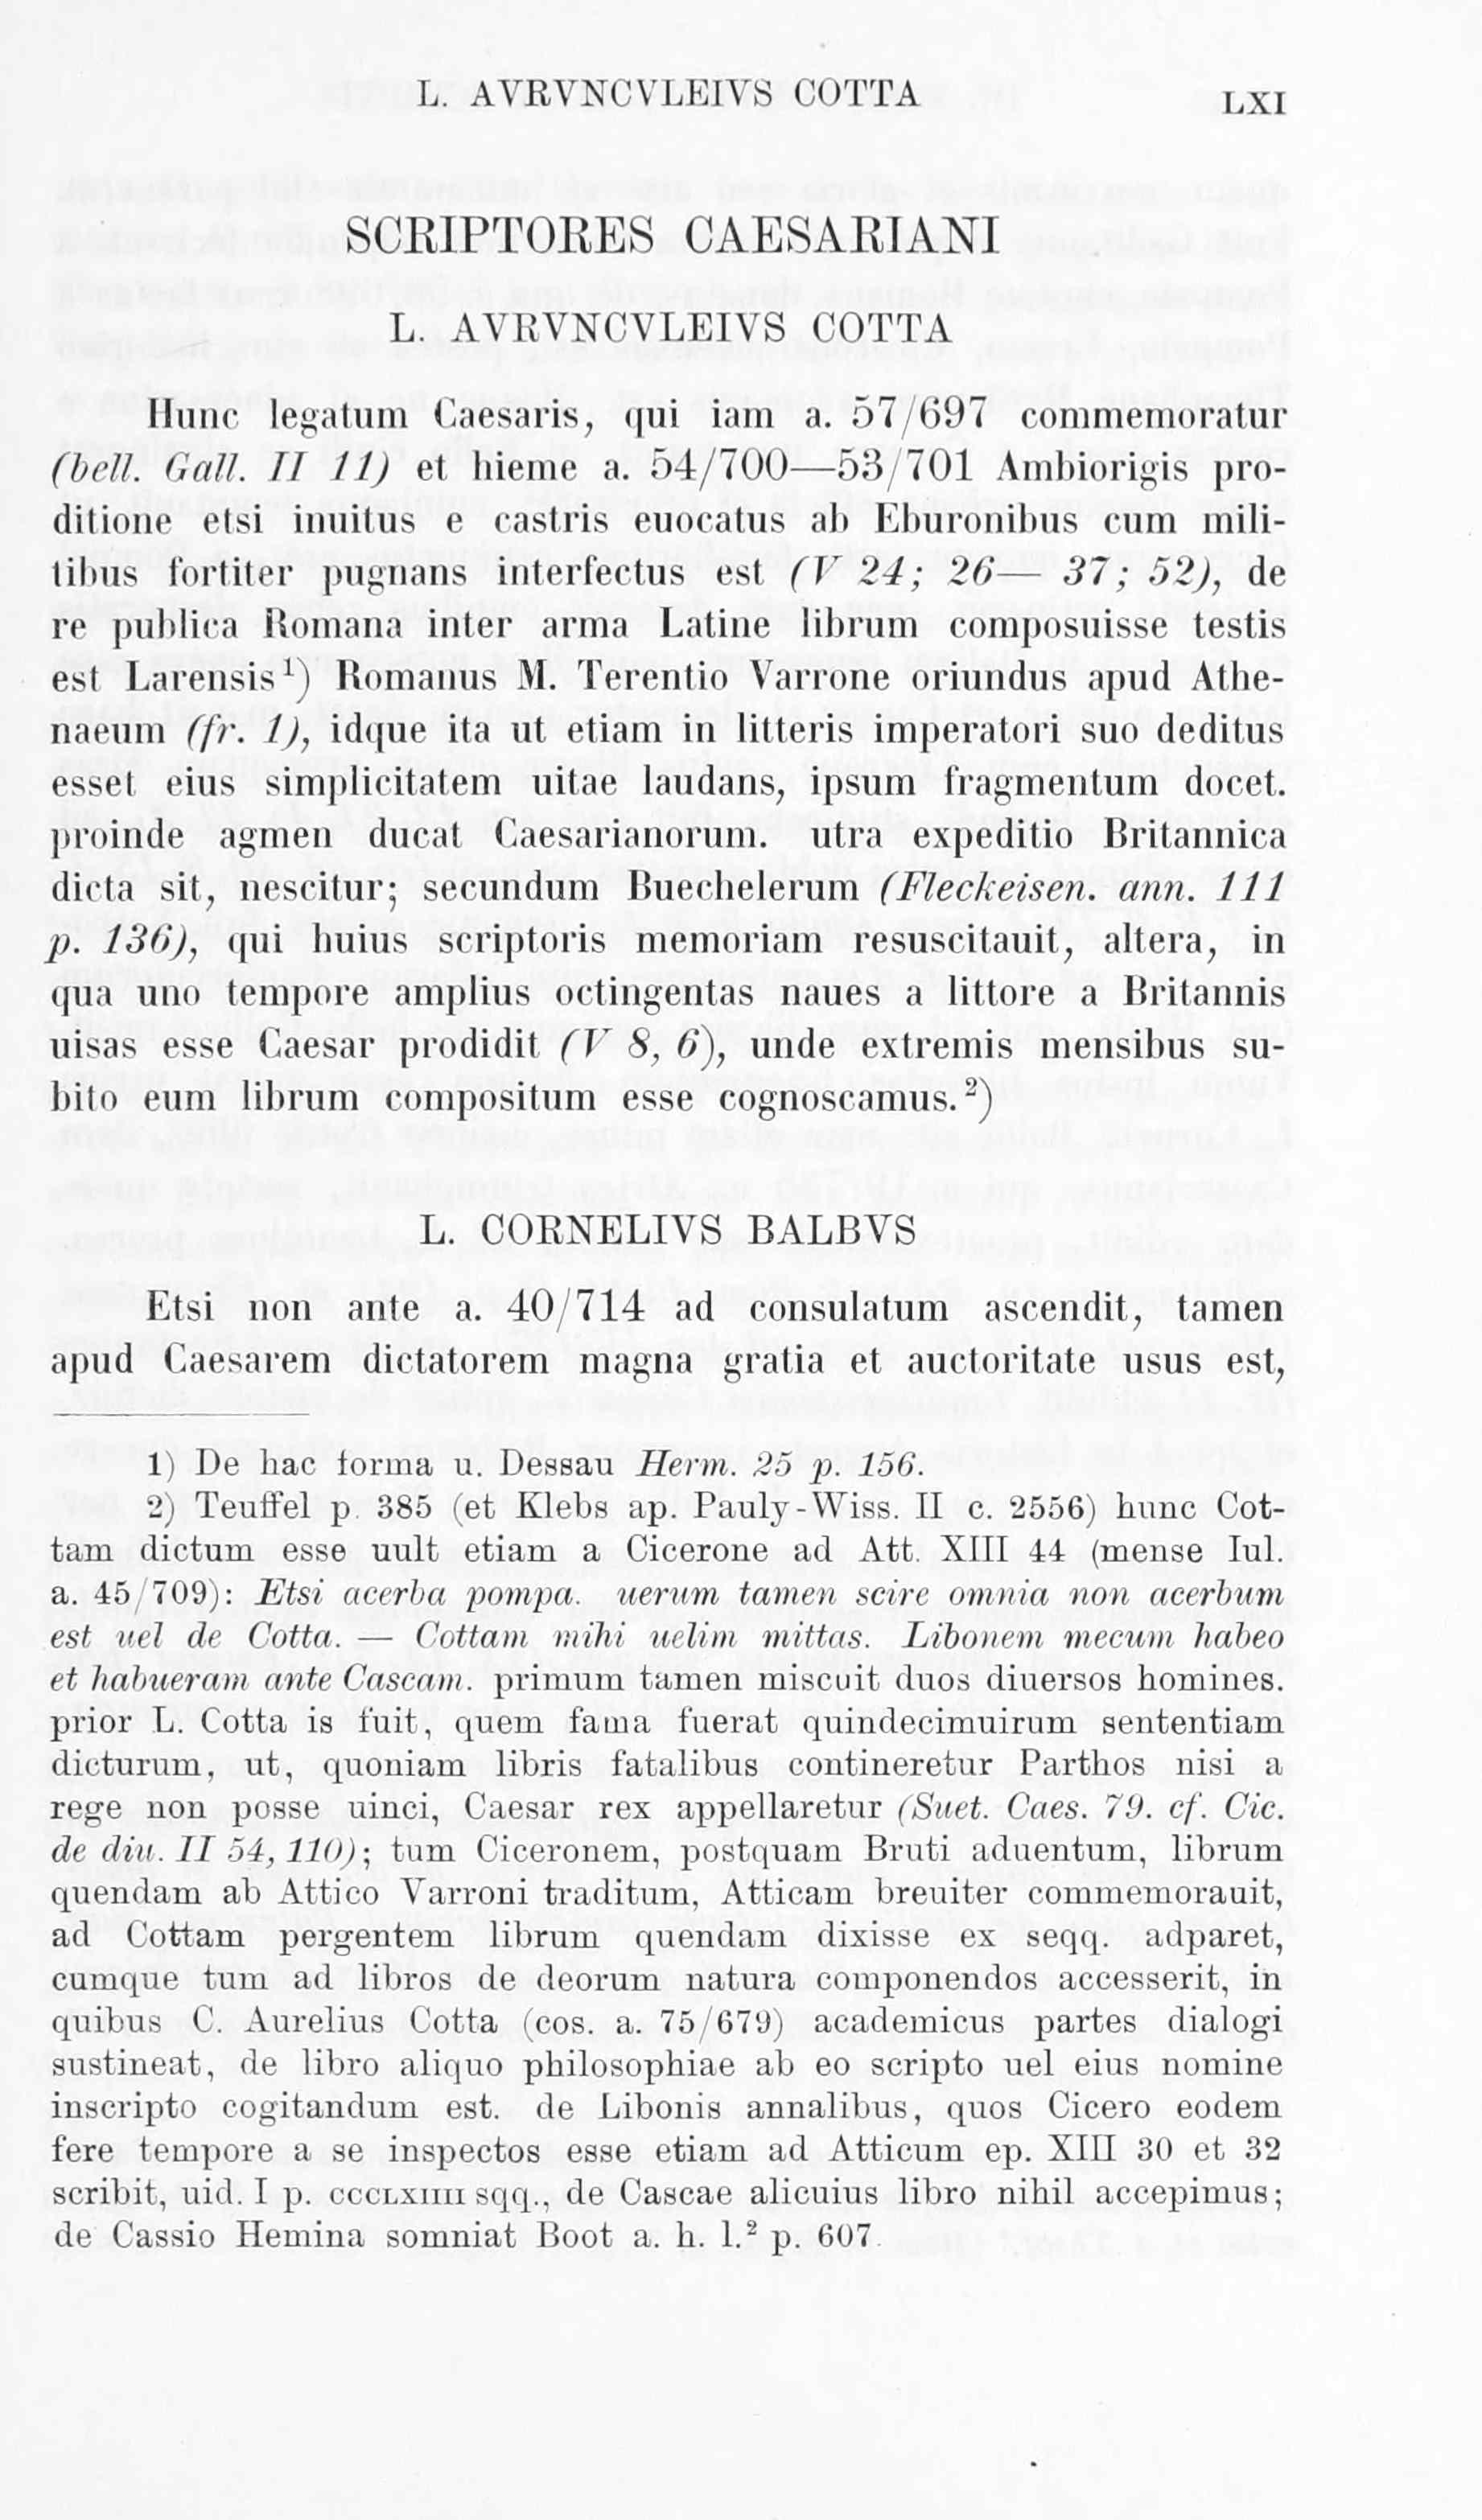 L. AVRVNCVLEIVS COTTA LXI
SCRIPTORES CAESARIANI
L. AVRVNCVLEIVS COTTA
Hunc legatum Caesaris, qui iam a. 57/697 commemoratur
(bell. Gall. II 11) et hieme a. 54/700—53/701 Ambiorigis pro-
ditione etsi inuitus e castris euocatus ab Eburonibus cum mili-
tibus fortiter pugnans interfectus est (V 24; 26— 37; 52), de
re publica Romana inter arma Latine librum composuisse testis
est Larensis¹) Romanus M. Terentio Varrone oriundus apud Athe-
naeum (fr. 1), idque ita ut etiam in litteris imperatori suo deditus
esset eius simplicitatem uitae laudans, ipsum fragmentum docet.
proinde agmen ducat Caesarianorum. utra expeditio Britannica
dicta sit, nescitur; secundum Buechelerum (Fleckeisen. ann. 111
p. 136), qui huius scriptoris memoriam resuscitauit, altera, in
qua uno tempore amplius octingentas naues a littore a Britannis
uisas esse Caesar prodidit (V 8, 6), unde extremis mensibus su-
bito eum librum compositum esse cognoscamus.²)
L. CORNELIVS BALBVS
Etsi non ante a. 40/714 ad consulatum ascendit, tamen
apud Caesarem dictatorem magna gratia et auctoritate usus est,
1) De hac forma u. Dessau Herm. 25 p. 156.
2) Teuffel p. 385 (et Klebs ap. Pauly-Wiss. II c. 2556) hunc Cot-
tam dictum esse uult etiam a Cicerone ad Att. XIII 44 (mense Iul.
a. 45/709): Etsi acerba pompa. uerum tamen scire omnia non acerbum
est uel de Cotta. — Cottam mihi uelim mittas. Libonem mecum habeo
et habueram ante Cascam. primum tamen miscuit duos diuersos homines.
prior L. Cotta is fuit, quem fama fuerat quindecimuirum sententiam
dicturum, ut, quoniam libris fatalibus contineretur Parthos nisi a
rege non posse uinci, Caesar rex appellaretur (Suet. Caes. 79. cf. Cic.
de diu. II 54, 110); tum Ciceronem, postquam Bruti aduentum, librum
quendam ab Attico Varroni traditum, Atticam breuiter commemorauit,
ad Cottam pergentem librum quendam dixisse ex seqq. adparet,
cumque tum ad libros de deorum natura componendos accesserit, in
quibus C. Aurelius Cotta (cos. a. 75/679) academicus partes dialogi
sustineat, de libro aliquo philosophiae ab eo scripto uel eius nomine
inscripto cogitandum est. de Libonis annalibus, quos Cicero eodem
fere tempore a se inspectos esse etiam ad Atticum ep. XIII 30 et 32
scribit, uid. I p. CCCLXIIII sqq., de Cascae alicuius libro nihil accepimus;
de Cassio Hemina somniat Boot a. h. l.² p. 607.